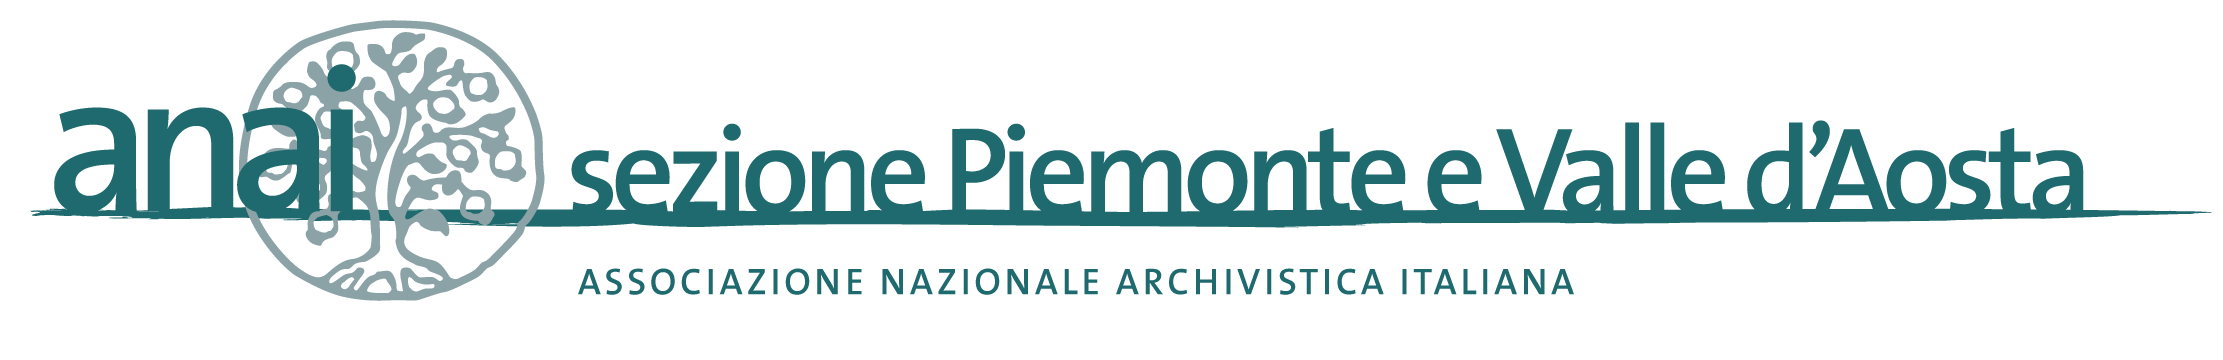 anai sezione Piemonte e Valle d’Aosta
ASSOCIAZIONE NAZIONALE ARCHIVISTICA ITALIANA